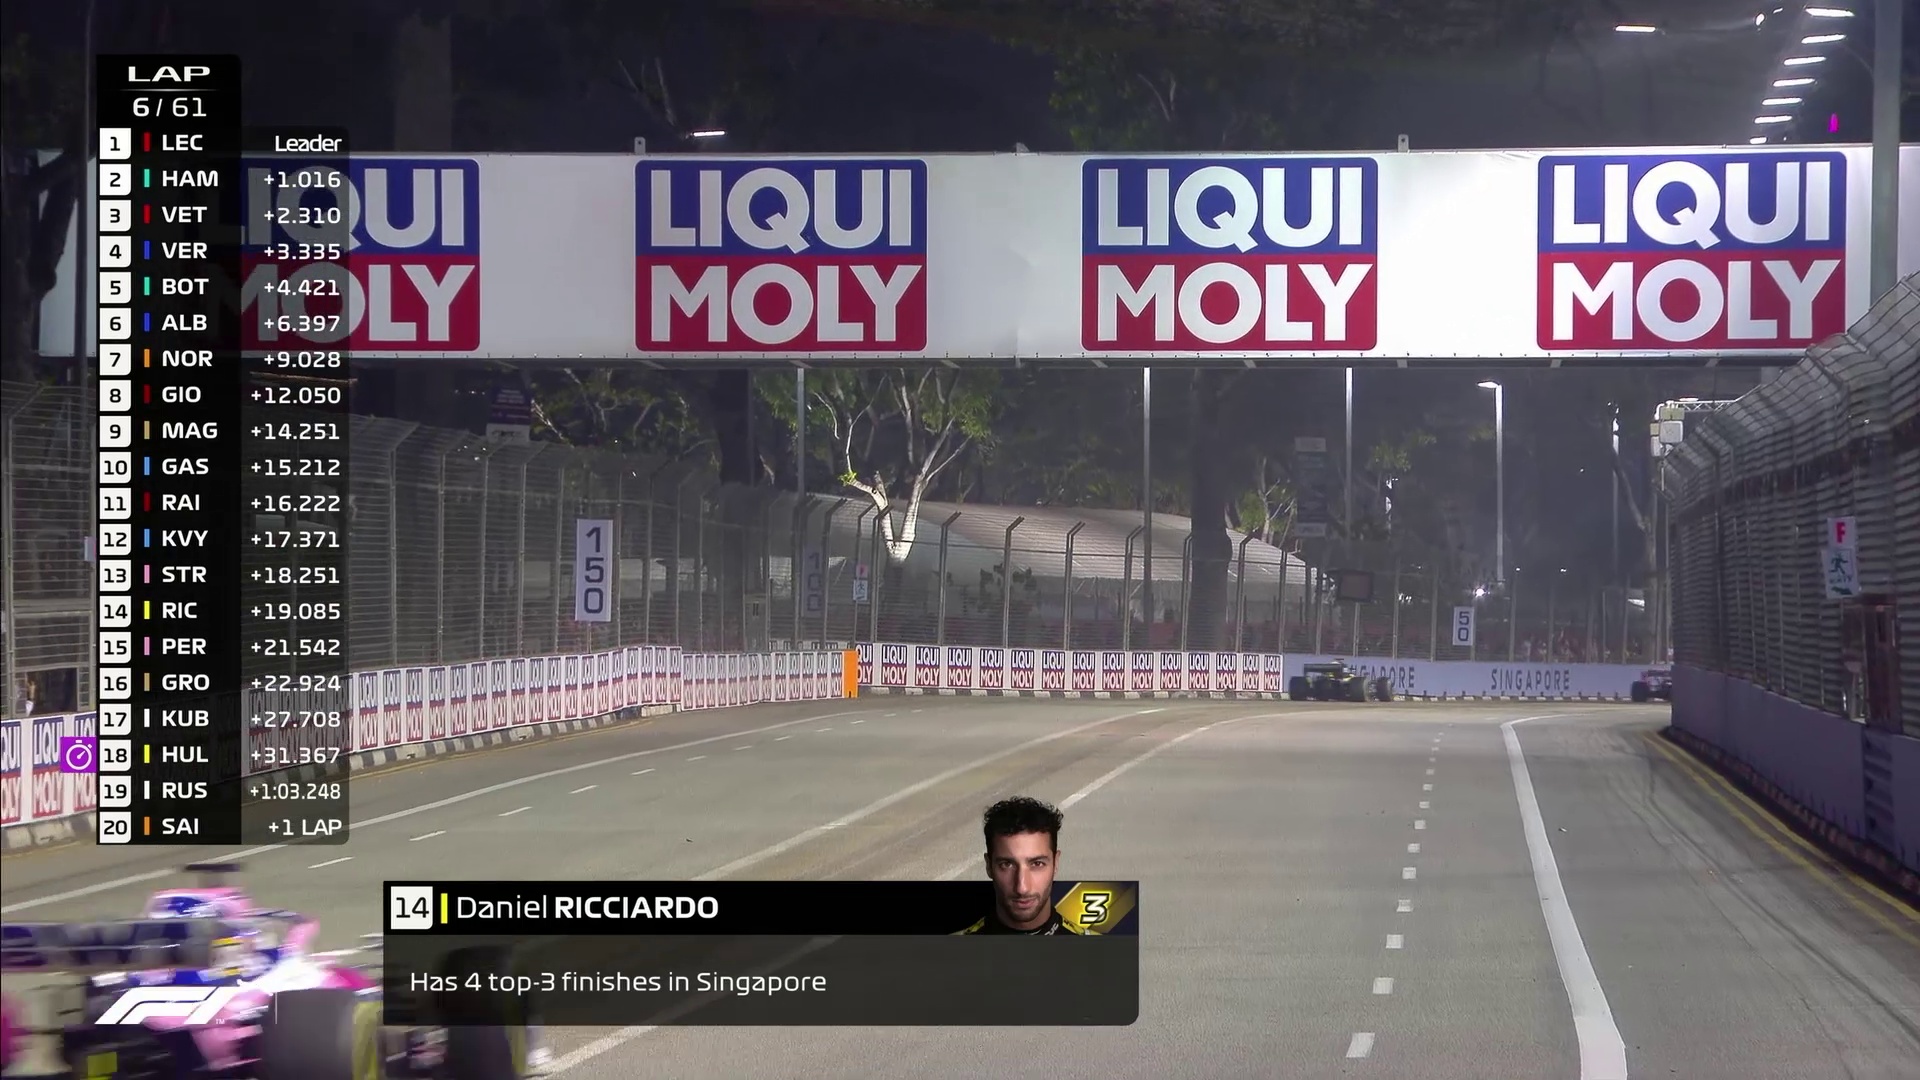 LAP
6 / 61
1 LEC Leader
2 HAM +1.016
3 VET +2.310
4 VER +3.335
5 BOT +4.421
6 ALB +6.397
7 NOR +9.028
8 GIO +12.050
9 MAG +14.251
10 GAS +15.212
11 RAI +16.222
12 KVY +17.371
13 STR +18.251
14 RIC +19.085
15 PER +21.542
16 GRO +22.924
17 KUB +27.708
18 HUL +31.367
19 RUS +1:03.248
20 SAI +1 LAP
LIQUI MOLY
LIQUI MOLY
LIQUI MOLY
LIQUI MOLY
150
100
50
F
SINGAPORE
LIQUI MOLY
14 Daniel RICCIARDO 3
Has 4 top-3 finishes in Singapore
F1